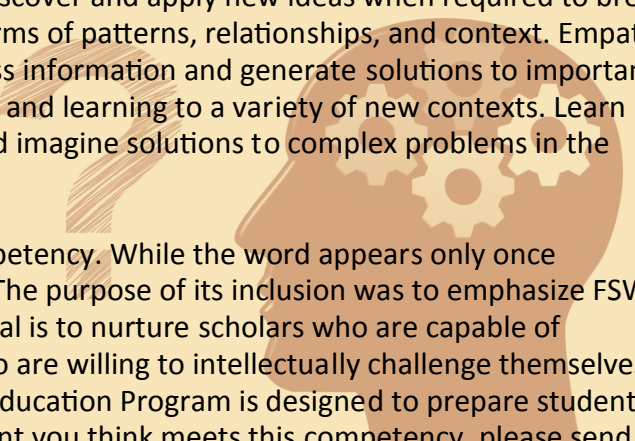 scover and apply new ideas when required to bre
rms of patterns, relationships, and context. Empat
ss information and generate solutions to importan
and learning to a variety of new contexts. Learn
d imagine solutions to complex problems in the
petency. While the word appears only once
The purpose of its inclusion was to emphasize FSW
al is to nurture scholars who are capable of
o are willing to intellectually challenge themselve
ducation Program is designed to prepare student
nt you think meets this competency, please send